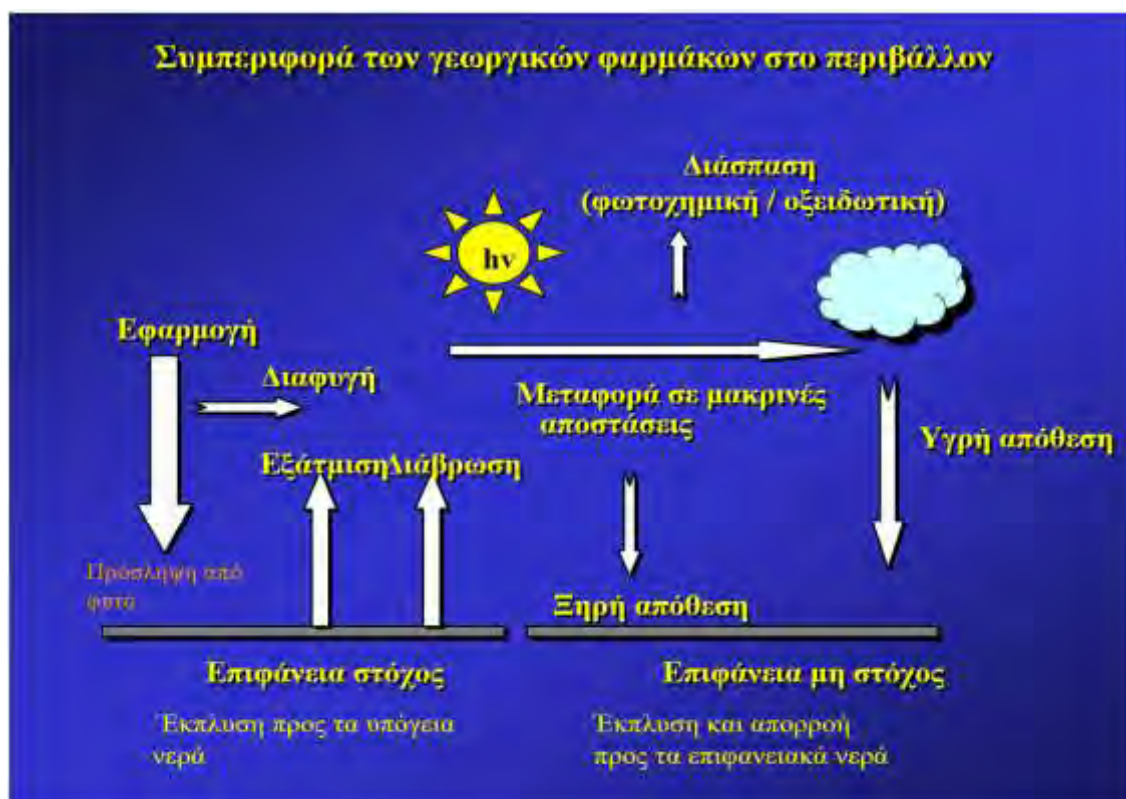 Συμπεριφορά των γεωργικών φαρμάκων στο περιβάλλον
Διάσπαση
(φωτοχημική / οξειδωτική)
hν
Εφαρμογή
Διαφυγή
Μεταφορά σε μακρινές
αποστάσεις
Υγρή απόθεση
Εξάτμιση
Διάβρωση
Πρόσληψη από
φυτά
Ξηρή απόθεση
Επιφάνεια στόχος
Επιφάνεια μη στόχος
Έκπλυση προς τα υπόγεια
νερά
Έκπλυση και απορροή
προς τα επιφανειακά νερά